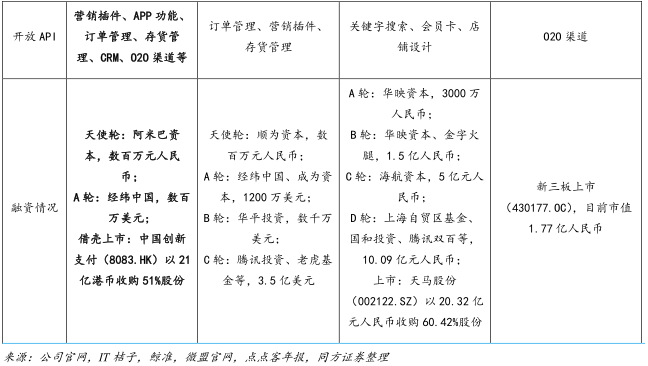 开放 API
营销插件、APP 功能、
订单管理、存货管
理、CRM、O2O 渠道等
订单管理、营销插件、
存货管理
关键字搜索、会员卡、店
铺设计
O2O 渠道
融资情况
天使轮：阿米巴资
本，数百万元人民
币；
A 轮：经纬中国，数百
万美元；
借壳上市：中国创新
支付（8083.HK）以 21
亿港币收购 51%股份
天使轮：顺为资本，数
百万元人民币；
A 轮：经纬中国、成为资
本，1200 万美元；
B 轮：华平投资，数千万
美元；
C 轮：腾讯投资、老虎基
金等，3.5 亿美元
A 轮：华映资本，3000 万
人民币；
B 轮：华映资本、金字火
腿，1.5 亿人民币；
C 轮：海航资本，5 亿元人
民币；
D 轮：上海自贸区基金、
国和投资、腾讯双百等，
10.09 亿元人民币；
上市：天马股份
（002122.SZ）以 20.32 亿
元人民币收购 60.42%股份
新三板上市
（430177.OC），目前市值
1.77 亿人民币
来源：公司官网，IT 桔子，鲸准，微盟官网，点点客年报，同方证券整理